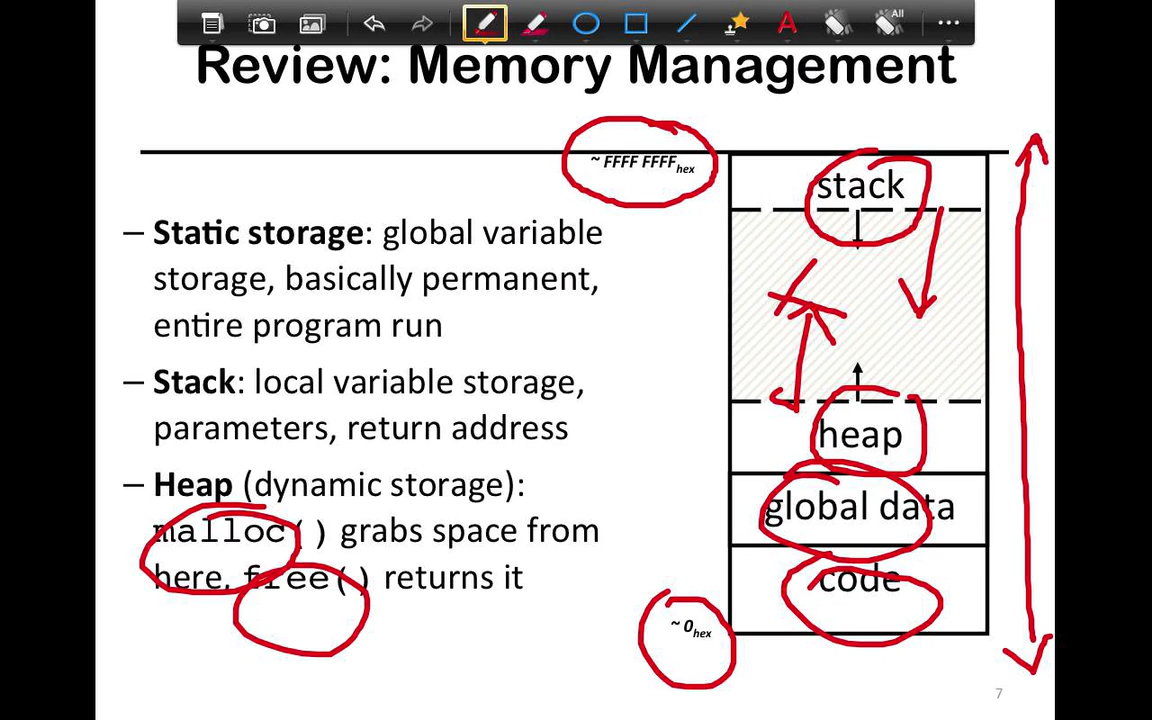 All
A
Review: Memory Management
~ FFFF FFFFhex
stack
– Static storage: global variable
storage, basically permanent,
entire program run
– Stack: local variable storage,
parameters, return address
– Heap (dynamic storage):
malloc() grabs space from
here, free() returns it
heap
global data
code
~ 0hex
7